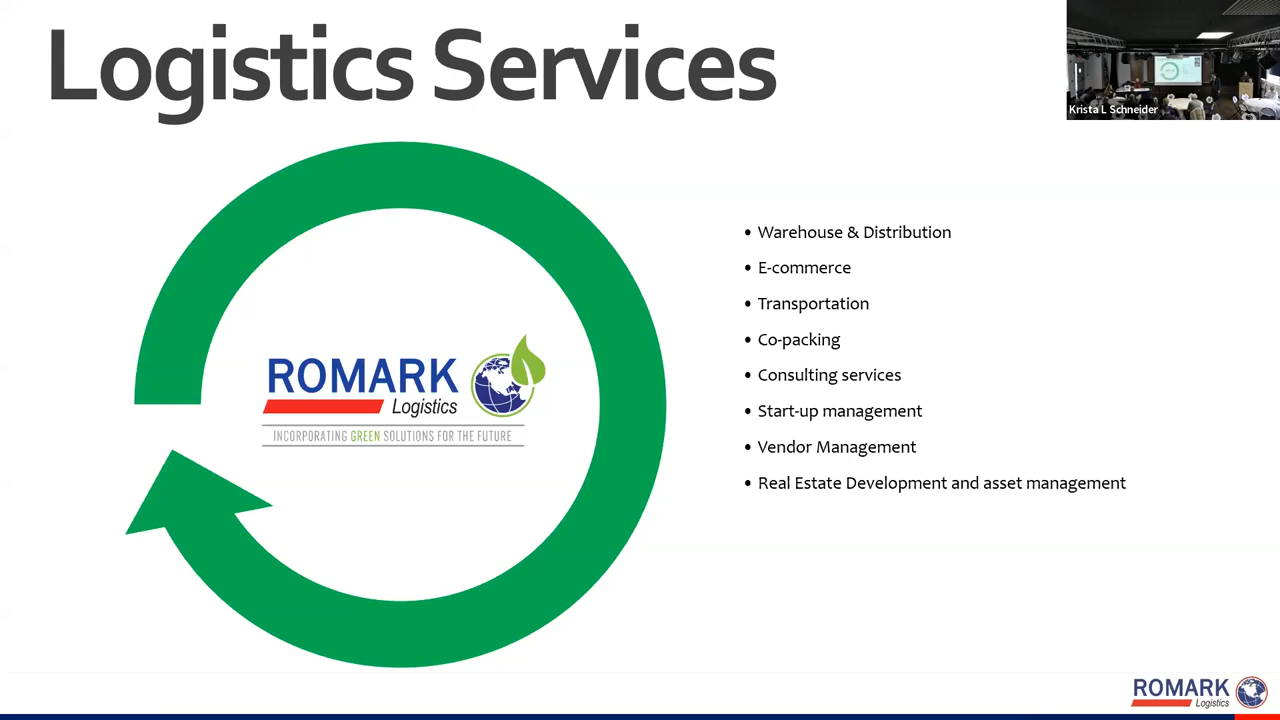 Logistics Services
Krista L Schneider
• Warehouse & Distribution
• E-commerce
• Transportation
• Co-packing
• Consulting services
• Start-up management
• Vendor Management
• Real Estate Development and asset management
ROMARK
Logistics
INCORPORATING GREEN SOLUTIONS FOR THE FUTURE
ROMARK
Logistics